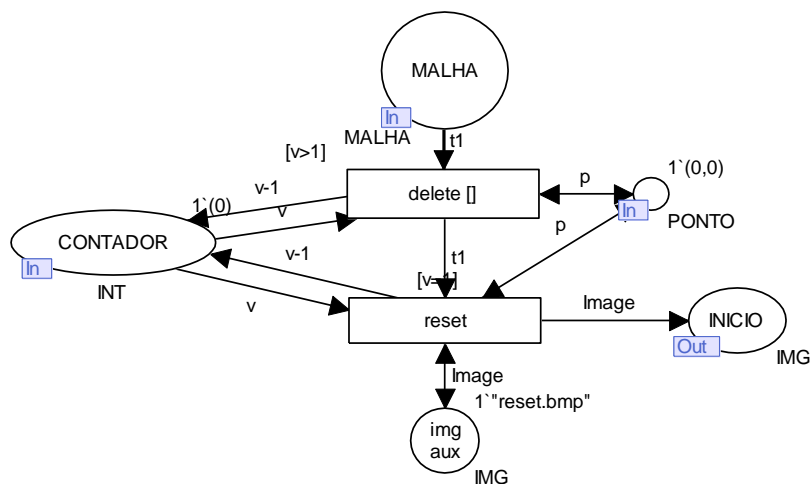 MALHA
In
MALHA
t1
[v>1]
v-1
1`(0)
v
delete []
p
1`(0,0)
In
PONTO
p
CONTADOR
In
INT
v-1
v
t1
[v=1]
reset
Image
INICIO
Out
IMG
Image
1`"reset.bmp"
img
aux
IMG